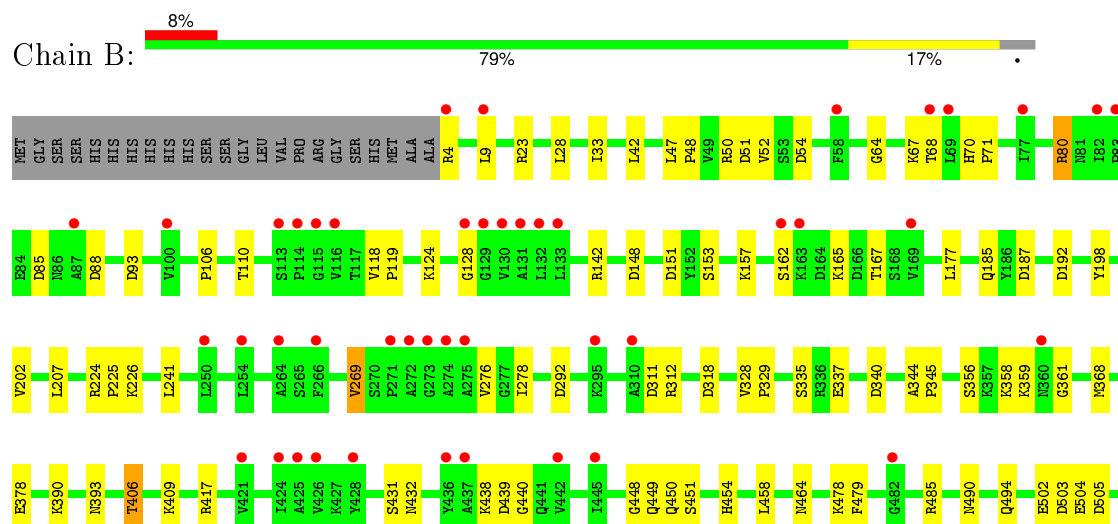 8%
Chain B:
79% 17% •
MET GLY SER SER HIS HIS HIS HIS HIS HIS HIS SER SER GLY LEU VAL PRO ARG GLY SER HIS MET ALA ALA R4 L9 R23 L28 I33 L42 L47 P48 V49 R50 D51 V52 S53 D54 F58 G64 K67 T68 L69 H70 P71 I77 R80 N81 I82
E84 D85 N86 A87 D88 D93 V100 P106 T110 S113 P114 G115 V116 T117 V118 P119 K124 G128 G129 V130 A131 L132 L133 R142 D148 D151 Y152 S153 K157 S162 K163 D164 K165 D166 T167 S168 V169 L177 Q185 Y186 D187 D192 Y198
V202 L207 R224 P225 K226 L241 L250 L254 A264 S265 F266 V269 S270 P271 A272 G273 A274 A275 V276 G277 I278 D292 K295 A310 D311 R312 D318 V328 P329 S335 R336 E337 D340 A344 P345 S356 K357 K358 K359 N360 G361 M368
E378 K390 N393 T406 K409 R417 V421 I424 A425 V426 K427 Y428 S431 N432 Y436 A437 K438 D439 G440 Q441 V442 I445 G448 Q449 Q450 S451 H454 L458 N464 K478 F479 G482 R485 N490 Q494 E502 D503 E504 D505